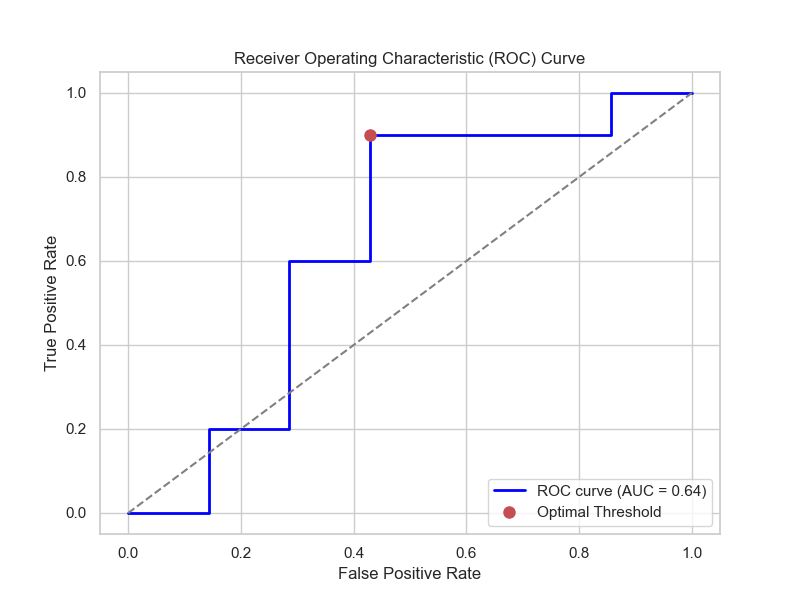 Receiver Operating Characteristic (ROC) Curve
1.0
0.8
0.6
0.4
0.2
0.0
True Positive Rate
0.0 0.2 0.4 0.6 0.8 1.0
False Positive Rate
ROC curve (AUC = 0.64)
Optimal Threshold